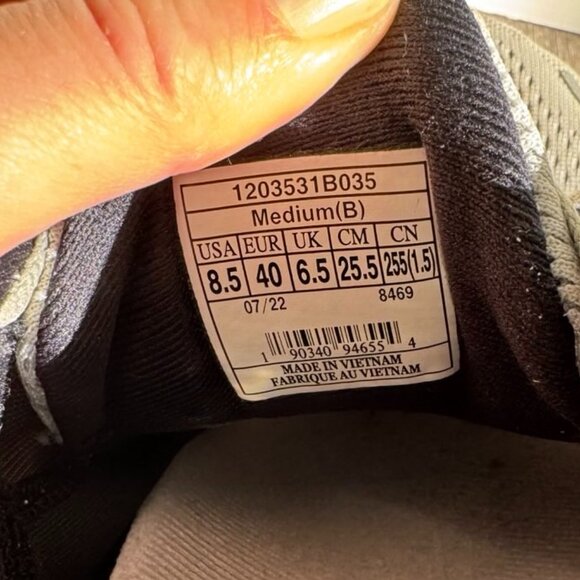 1203531B035
Medium(B)
USA EUR UK CM CN
8.5 40 6.5 25.5 255(1.5)
07/22 8469
1 90340 94655 4
MADE IN VIETNAM
FABRIQUE AU VIETNAM